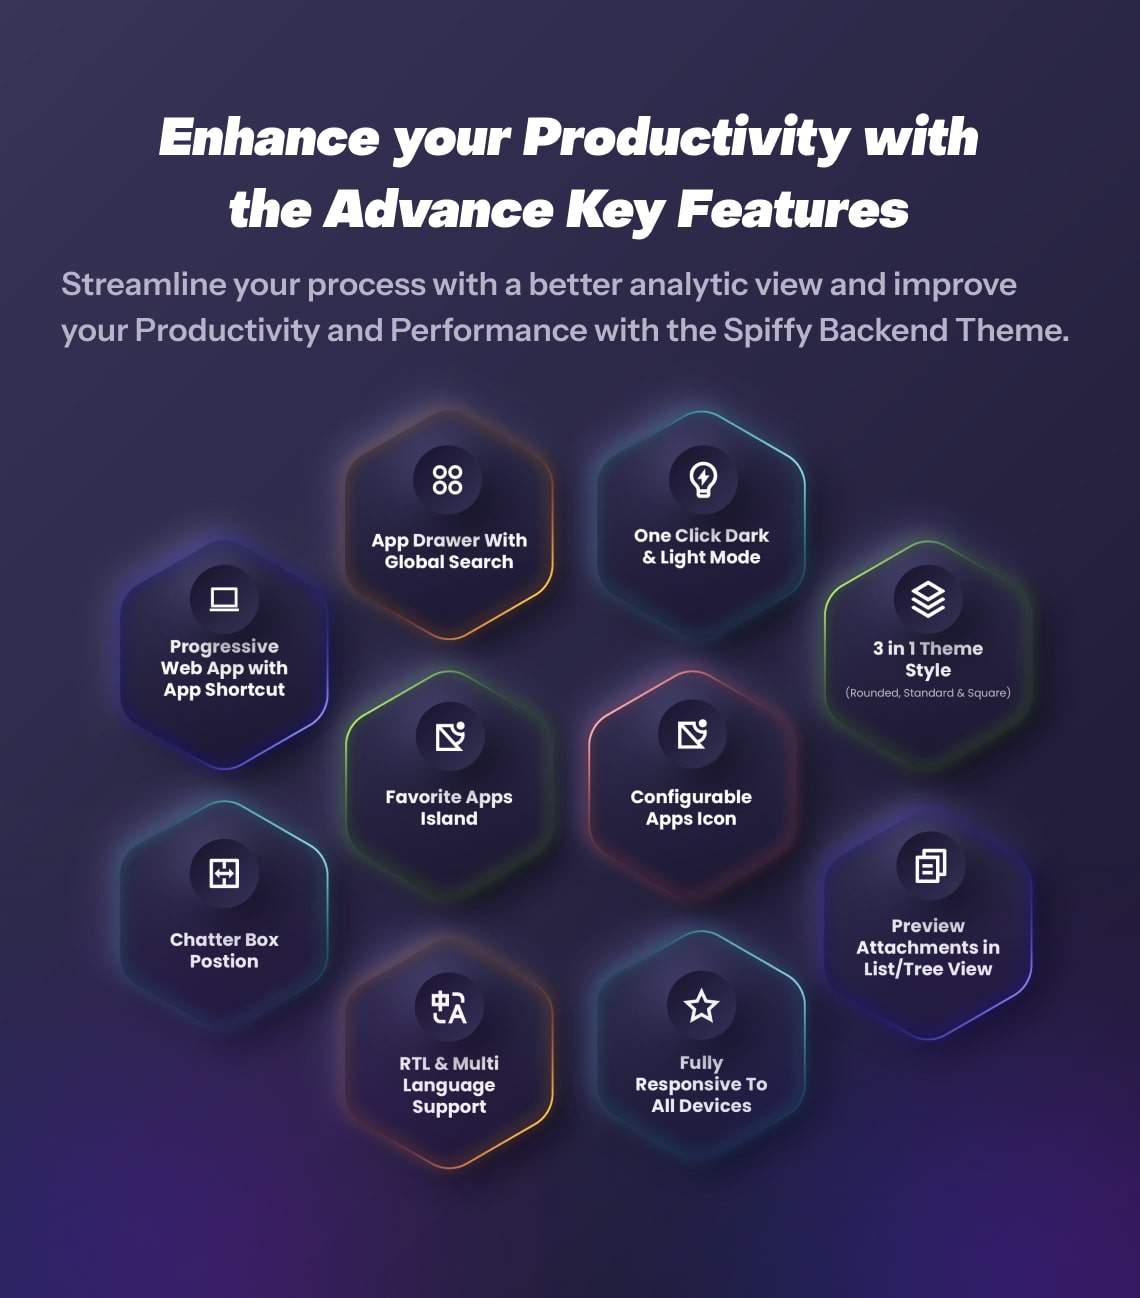 Enhance your Productivity with
the Advance Key Features
Streamline your process with a better analytic view and improve
your Productivity and Performance with the Spiffy Backend Theme.
App Drawer With
Global Search
One Click Dark
& Light Mode
Progressive
Web App with
App Shortcut
3 in 1 Theme
Style
(Rounded, Standard & Square)
Favorite Apps
Island
Configurable
Apps Icon
Chatter Box
Postion
Preview
Attachments in
List/Tree View
RTL & Multi
Language
Support
Fully
Responsive To
All Devices